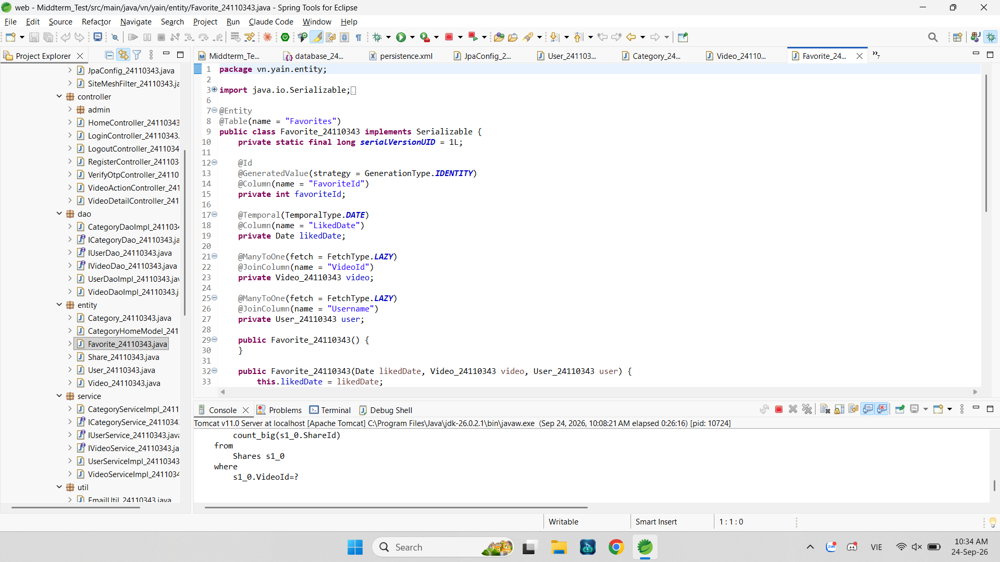 web - Middterm_Test/src/main/java/vn/yain/entity/Favorite_24110343.java - Spring Tools for Eclipse
File Edit Source Refactor Navigate Search Project Run Claude Code Window Help
Project Explorer
JpaConfig_24110343.java
SiteMeshFilter_24110343.ja
controller
admin
HomeController_24110343
LoginController_24110343.
LogoutController_2411034
RegisterController_241103
VerifyOtpController_24110
VideoActionController_241
VideoDetailController_241
dao
CategoryDaoImpl_2411034
ICategoryDao_24110343.ja
IUserDao_24110343.java
IVideoDao_24110343.java
UserDaoImpl_24110343.jav
VideoDaoImpl_24110343.j
entity
Category_24110343.java
CategoryHomeModel_241
Favorite_24110343.java
Share_24110343.java
User_24110343.java
Video_24110343.java
service
CategoryServiceImpl_2411
ICategoryService_24110343.
IUserService_24110343.java
IVideoService_24110343.ja
UserServiceImpl_24110343
VideoServiceImpl_2411034
util
EmailUtil_24110343.java
Middterm_Te... database_24... persistence.xml JpaConfig_2... User_241103... Category_24... Video_24110... Favorite_24... »7
1 package vn.yain.entity;
2
3 import java.io.Serializable;
6
7 @Entity
8 @Table(name = "Favorites")
9 public class Favorite_24110343 implements Serializable {
10 private static final long serialVersionUID = 1L;
11
12 @Id
13 @GeneratedValue(strategy = GenerationType.IDENTITY)
14 @Column(name = "FavoriteId")
15 private int favoriteId;
16
17 @Temporal(TemporalType.DATE)
18 @Column(name = "LikedDate")
19 private Date likedDate;
20
21 @ManyToOne(fetch = FetchType.LAZY)
22 @JoinColumn(name = "VideoId")
23 private Video_24110343 video;
24
25 @ManyToOne(fetch = FetchType.LAZY)
26 @JoinColumn(name = "Username")
27 private User_24110343 user;
28
29 public Favorite_24110343() {
30 }
31
32 public Favorite_24110343(Date likedDate, Video_24110343 video, User_24110343 user) {
33 this.likedDate = likedDate;
Console Problems Terminal Debug Shell
Tomcat v11.0 Server at localhost [Apache Tomcat] C:\Program Files\Java\jdk-26.0.2.1\bin\javaw.exe (Sep 24, 2026, 10:08:21 AM elapsed 0:26:16) [pid: 10724]
count_big(s1_0.ShareId)
from
Shares s1_0
where
s1_0.VideoId=?
Writable Smart Insert 1 : 1 : 0
Search
Zalo
VIE
10:34 AM
24-Sep-26